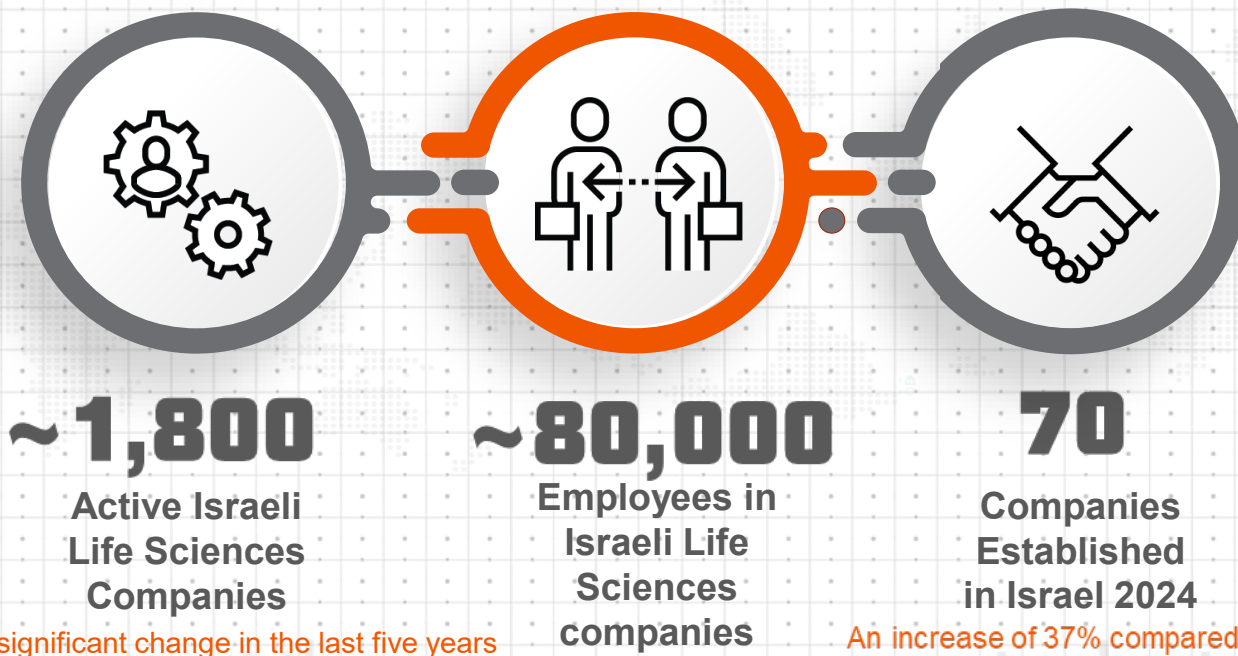 ~1,800
Active Israeli
Life Sciences
Companies
significant change in the last five years
~80,000
Employees in
Israeli Life
Sciences
companies
70
Companies
Established
in Israel 2024
An increase of 37% compared